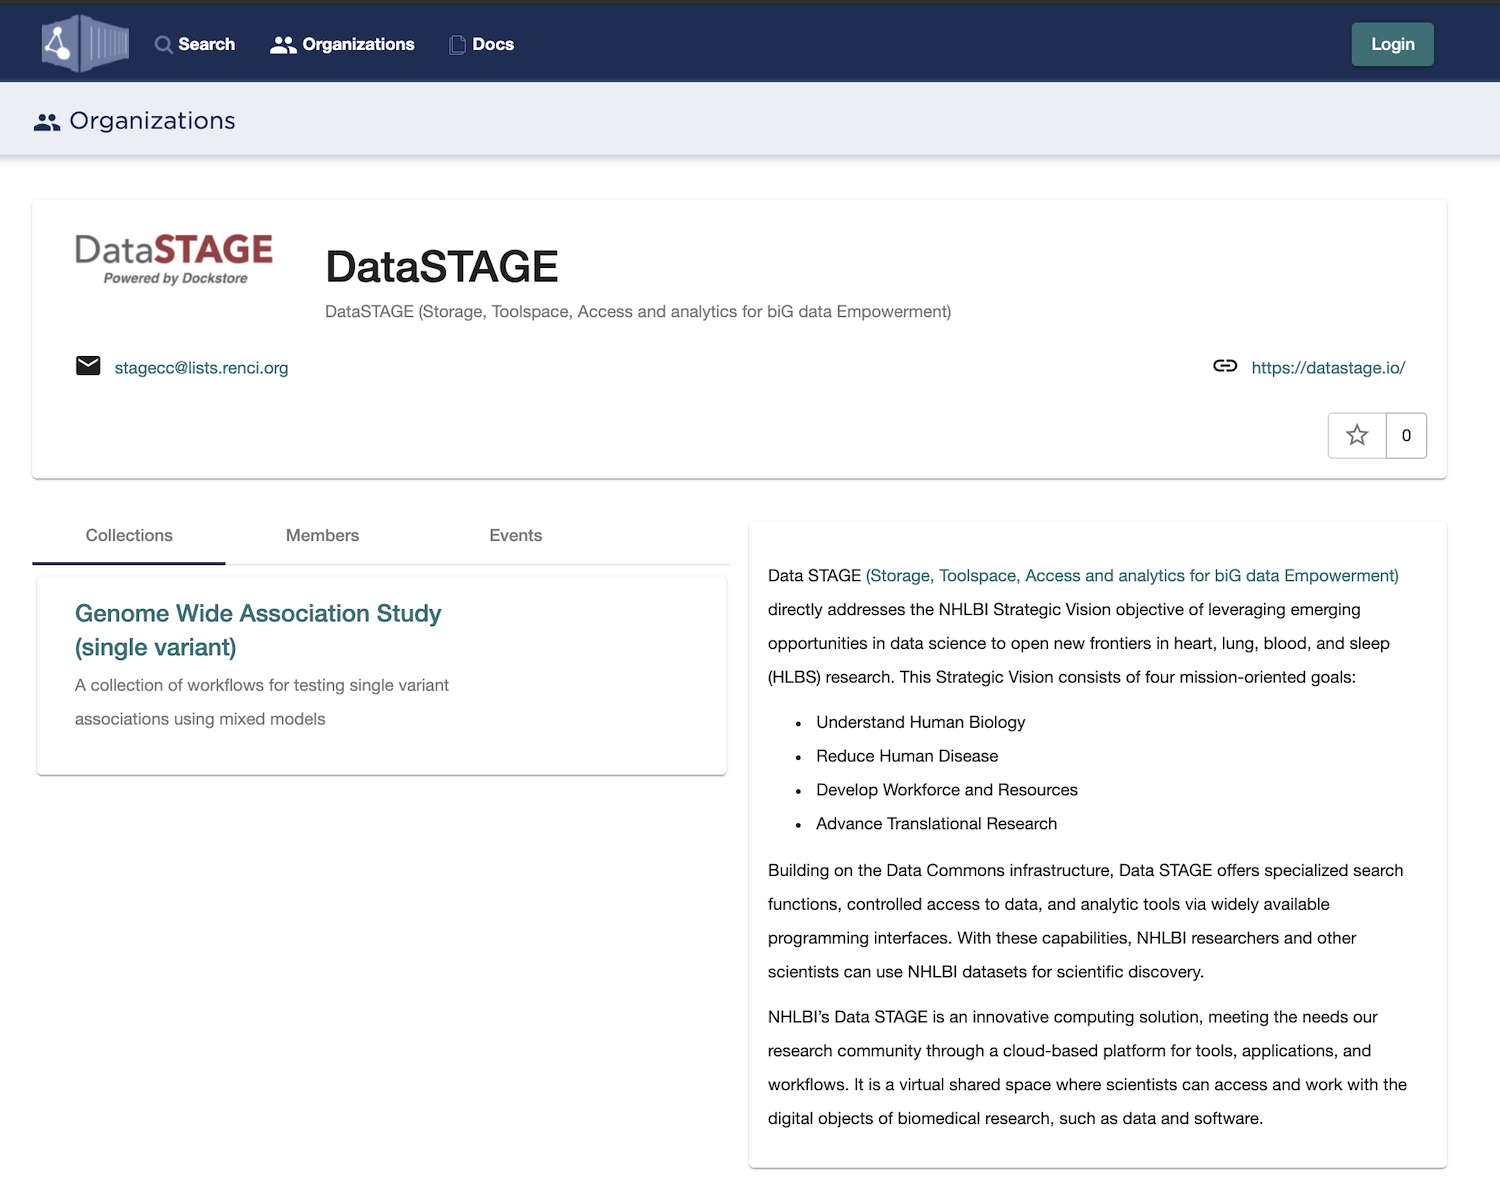 Search
Organizations
Docs
Login
Organizations
DataSTAGE
Powered by Dockstore
DataSTAGE
DataSTAGE (Storage, Toolspace, Access and analytics for biG data Empowerment)
stagecc@lists.renci.org
https://datastage.io/
0
Collections
Members
Events
Genome Wide Association Study
(single variant)
A collection of workflows for testing single variant
associations using mixed models
Data STAGE (Storage, Toolspace, Access and analytics for biG data Empowerment)
directly addresses the NHLBI Strategic Vision objective of leveraging emerging
opportunities in data science to open new frontiers in heart, lung, blood, and sleep
(HLBS) research. This Strategic Vision consists of four mission-oriented goals:
• Understand Human Biology
• Reduce Human Disease
• Develop Workforce and Resources
• Advance Translational Research
Building on the Data Commons infrastructure, Data STAGE offers specialized search
functions, controlled access to data, and analytic tools via widely available
programming interfaces. With these capabilities, NHLBI researchers and other
scientists can use NHLBI datasets for scientific discovery.
NHLBI’s Data STAGE is an innovative computing solution, meeting the needs our
research community through a cloud-based platform for tools, applications, and
workflows. It is a virtual shared space where scientists can access and work with the
digital objects of biomedical research, such as data and software.